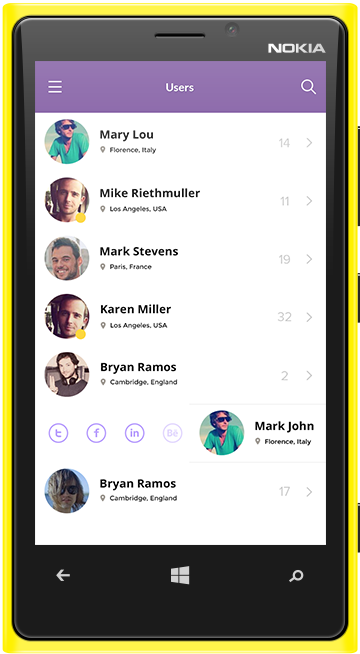 NOKIA
Users
Mary Lou
14
Florence, Italy
Mike Riethmuller
11
Los Angeles, USA
Mark Stevens
19
Paris, France
Karen Miller
32
Los Angeles, USA
Bryan Ramos
2
Cambridge, England
Mark John
Bē
Florence, Italy
Bryan Ramos
17
Cambridge, England